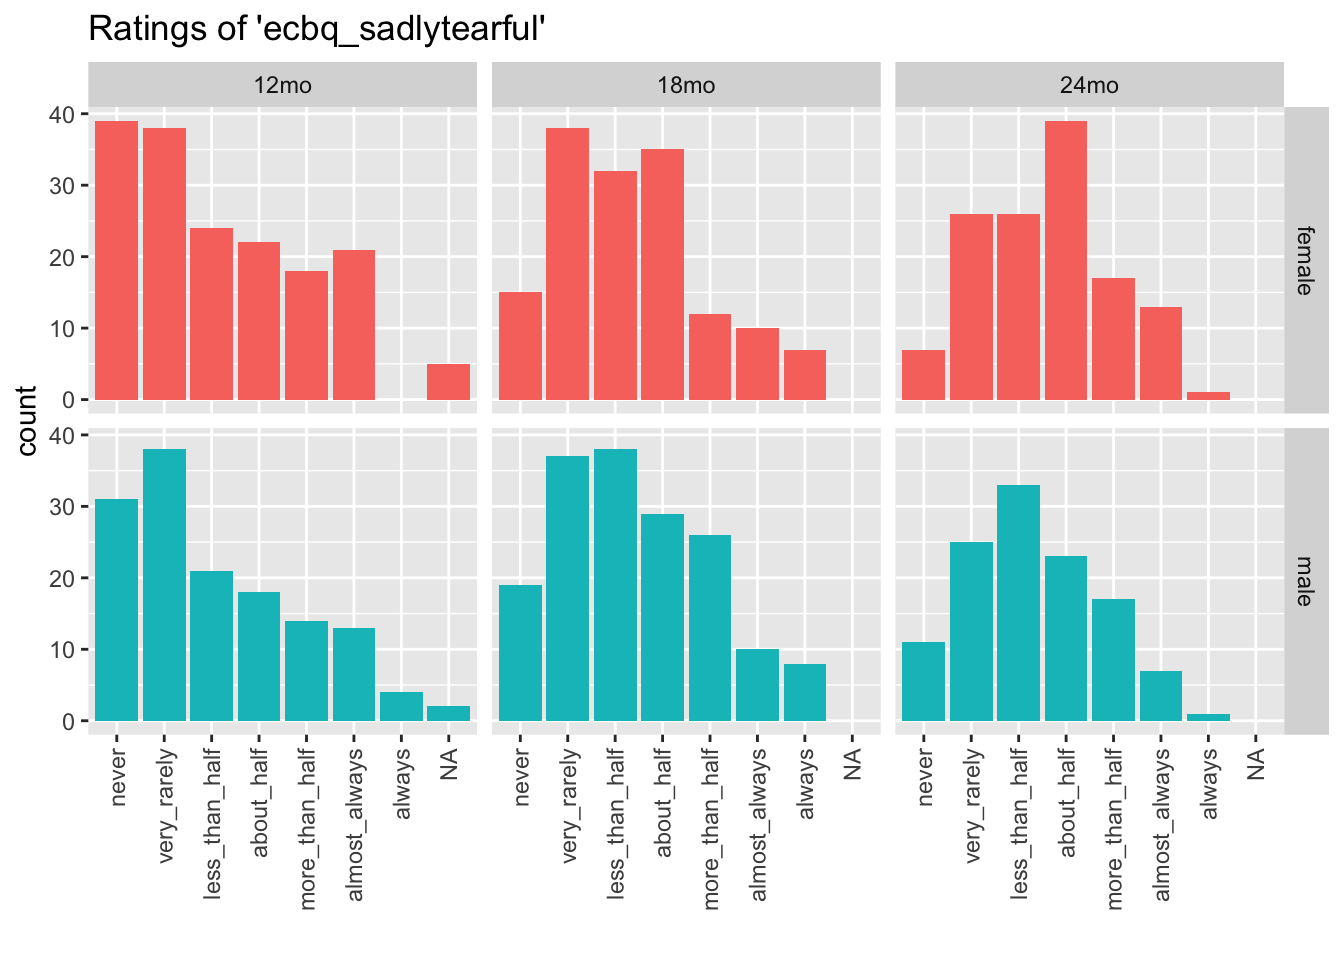 Ratings of 'ecbq_sadlytearful'
12mo 18mo 24mo
40
30
20
10
0
female
count
40
30
20
10
0
male
never very_rarely less_than_half about_half more_than_half almost_always always NA
never very_rarely less_than_half about_half more_than_half almost_always always NA
never very_rarely less_than_half about_half more_than_half almost_always always NA